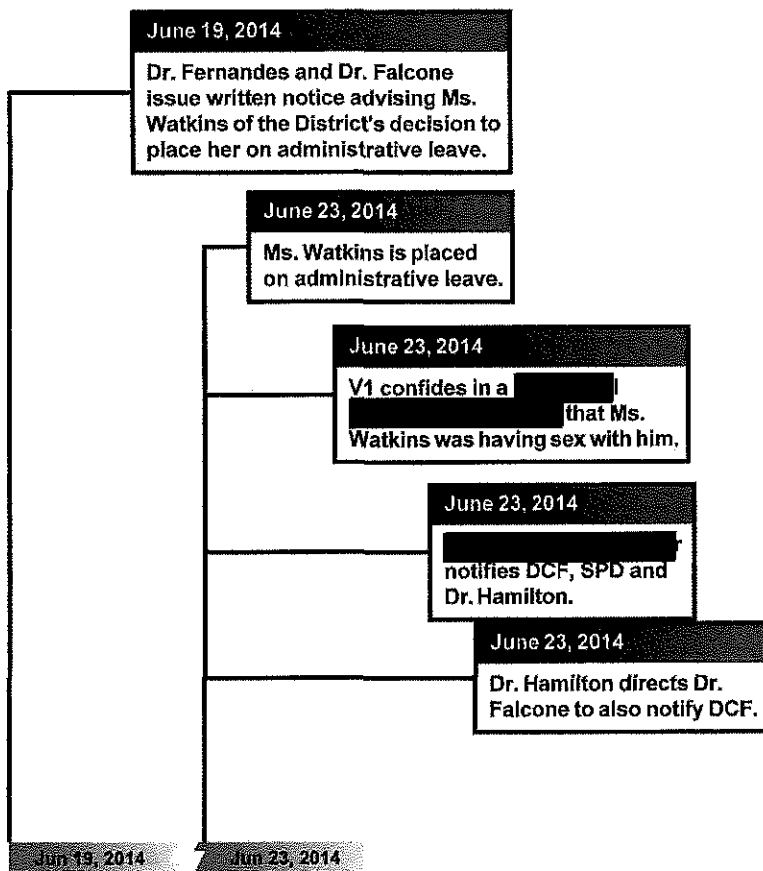 June 19, 2014
Dr. Fernandes and Dr. Falcone
issue written notice advising Ms.
Watkins of the District's decision to
place her on administrative leave.
June 23, 2014
Ms. Watkins is placed
on administrative leave.
June 23, 2014
V1 confides in a
that Ms.
Watkins was having sex with him.
June 23, 2014
r
notifies DCF, SPD and
Dr. Hamilton.
June 23, 2014
Dr. Hamilton directs Dr.
Falcone to also notify DCF.
Jun 19, 2014
Jun 23, 2014